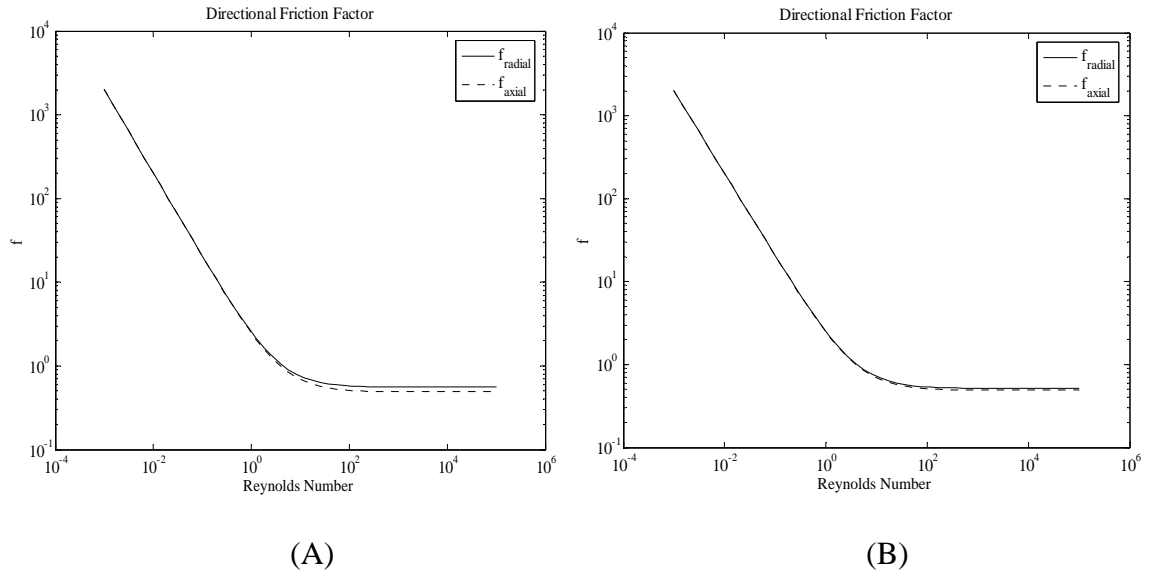 Directional Friction Factor
10^4
10^3
10^2
10^1
10^0
10^-1
f
10^-4
10^-2
10^0
10^2
10^4
10^6
Reynolds Number
f_radial
f_axial
(A)
Directional Friction Factor
10^4
10^3
10^2
10^1
10^0
10^-1
f
10^-4
10^-2
10^0
10^2
10^4
10^6
Reynolds Number
f_radial
f_axial
(B)